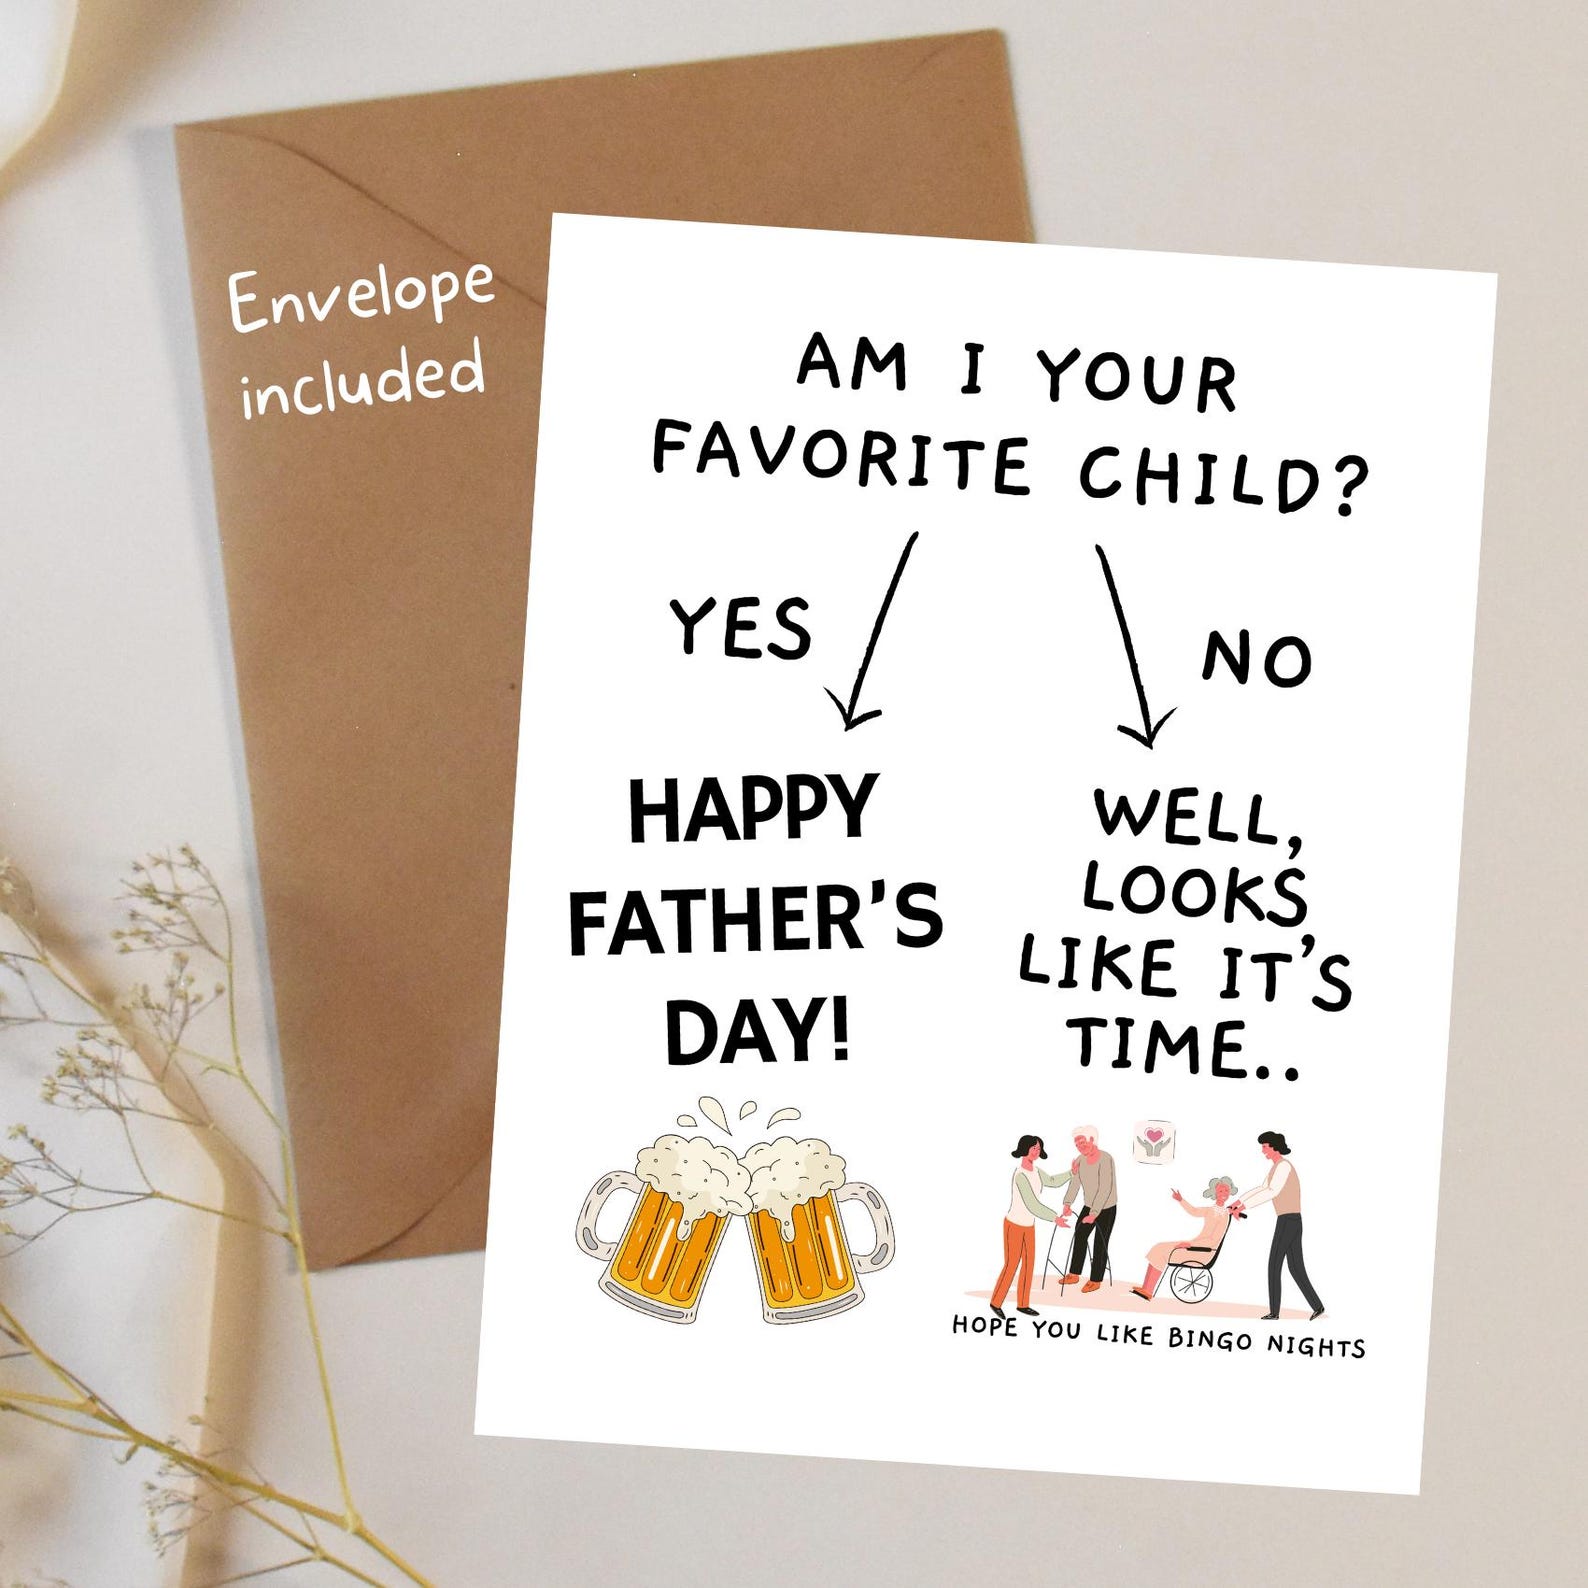 Envelope
included
AM I YOUR
FAVORITE CHILD?
YES
NO
HAPPY
FATHER'S
DAY!
WELL,
LOOKS
LIKE IT'S
TIME..
HOPE YOU LIKE BINGO NIGHTS